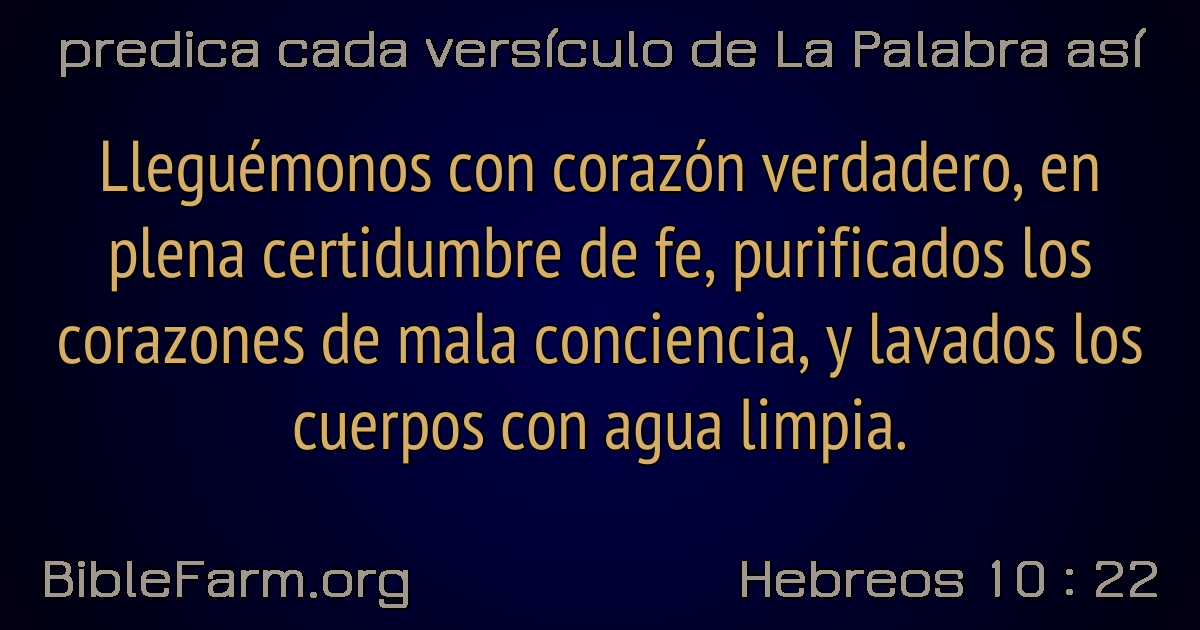 predica cada versículo de La Palabra así
Lleguémonos con corazón verdadero, en
plena certidumbre de fe, purificados los
corazones de mala conciencia, y lavados los
cuerpos con agua limpia.
BibleFarm.org
Hebreos 10 : 22